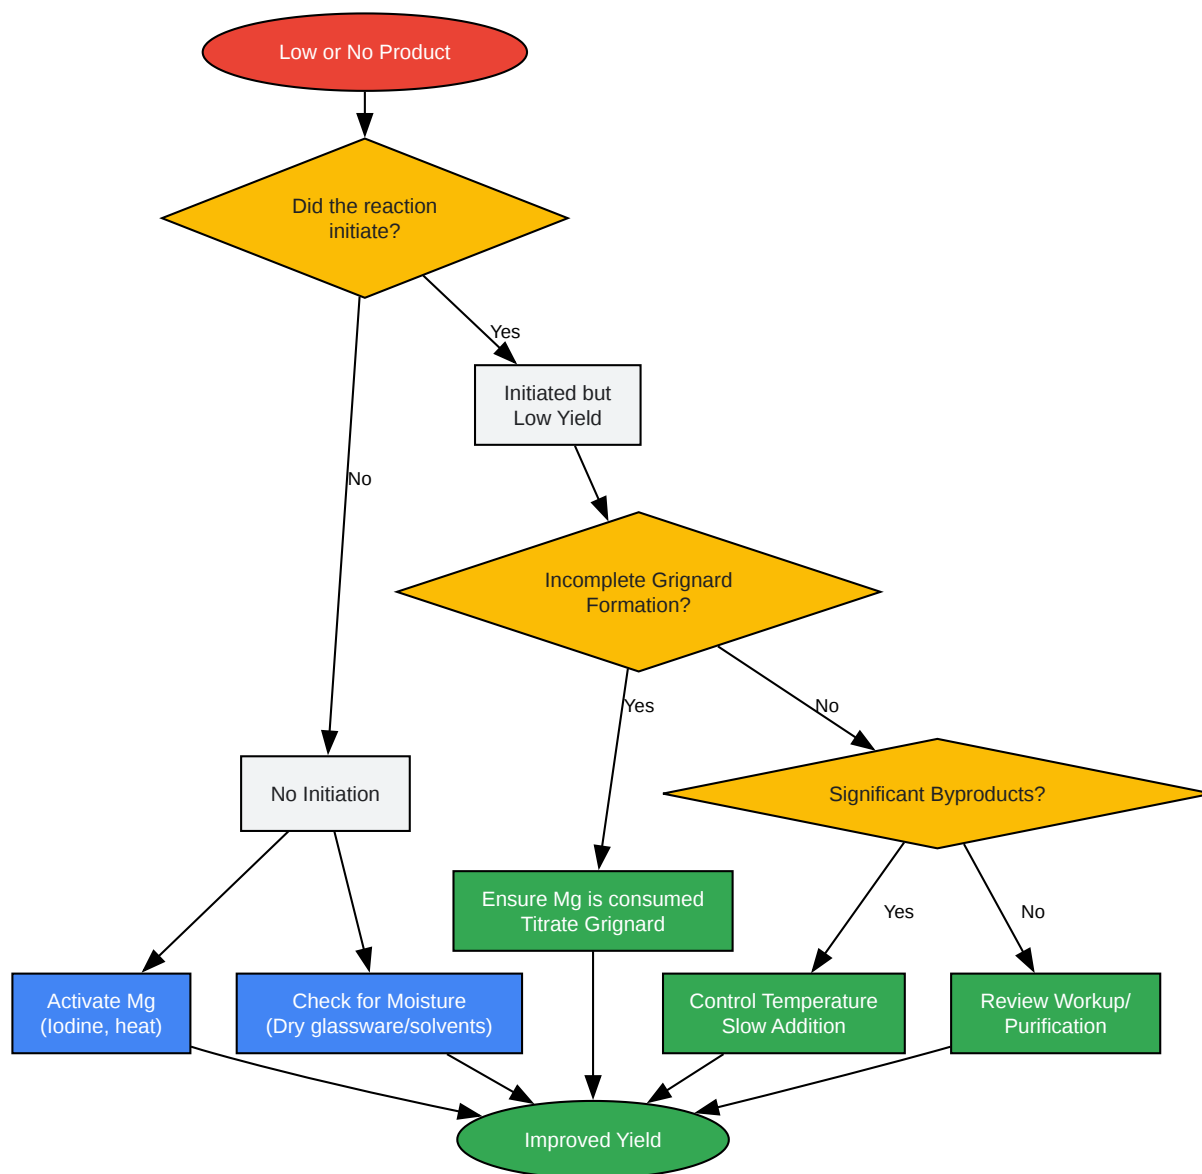 Low or No Product
Did the reaction
initiate?
Yes
Initiated but
Low Yield
No
Incomplete Grignard
Formation?
Yes
No
No Initiation
Significant Byproducts?
Ensure Mg is consumed
Titrate Grignard
Yes
No
Activate Mg
(Iodine, heat)
Check for Moisture
(Dry glassware/solvents)
Control Temperature
Slow Addition
Review Workup/
Purification
Improved Yield